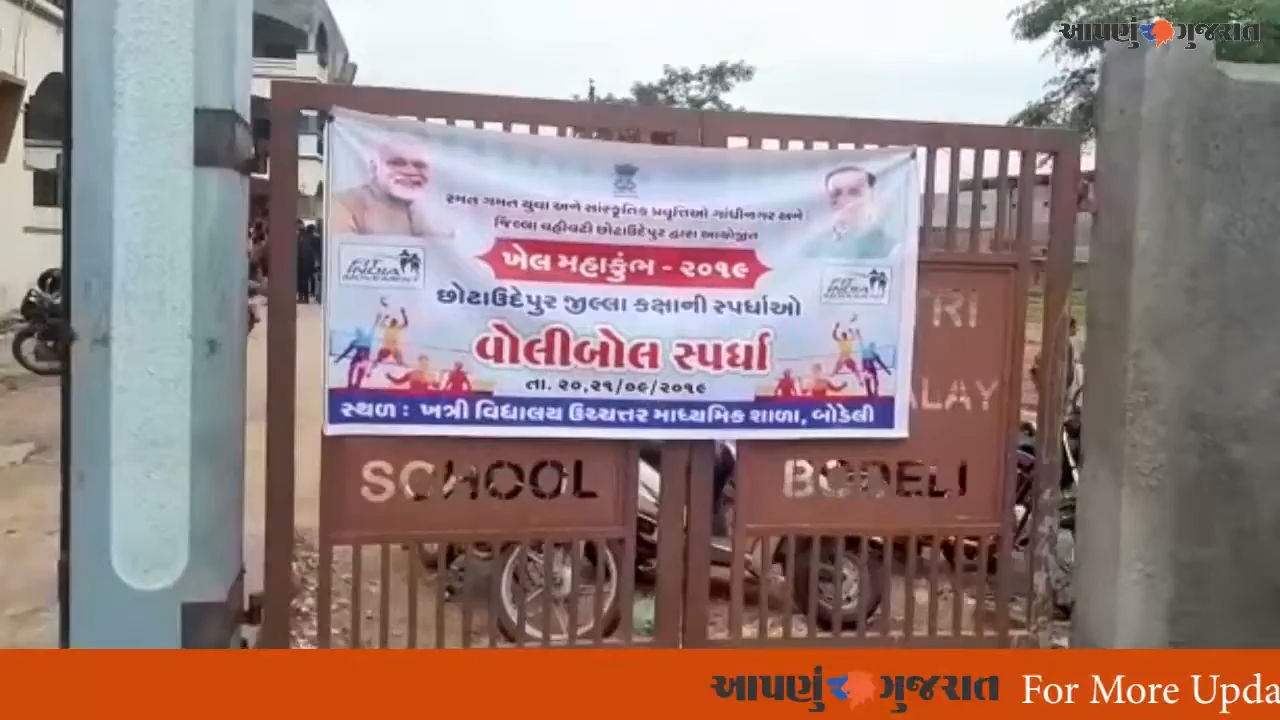 આપણું ગુજરાત
રમત ગમત યુવા અને સાંસ્કૃતિક પ્રવૃત્તિઓ ગાંધીનગર અને
જિલ્લા વહીવટી છોટાઉદેપુર દ્વારા આયોજીત
ખેલ મહાકુંભ - ૨૦૧૯
FIT INDIA MOVEMENT
FIT INDIA MOVEMENT
છોટાઉદેપુર જીલ્લા કક્ષાની સ્પર્ધાઓ
વોલીબોલ સ્પર્ધા
તા. ૨૦,૨૧/૦૯/૨૦૧૯
સ્થળ : ખત્રી વિદ્યાલય ઉચ્ચત્તર માધ્યમિક શાળા, બોડેલી
TRI
ALAY
SCHOOL BODELI
આપણું ગુજરાત For More Upda